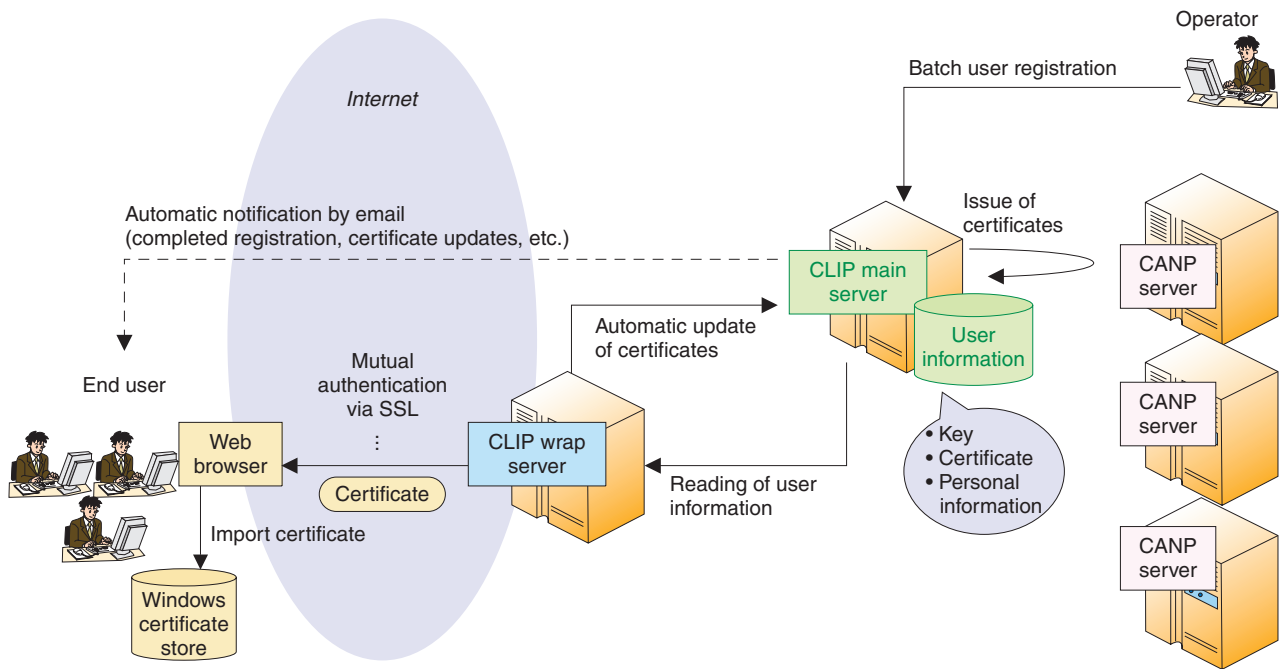 Operator
Batch user registration
Internet
Automatic notification by email
(completed registration, certificate updates, etc.)
Issue of
certificates
CLIP main
server
CANP
server
User
information
Automatic update
of certificates
End user
Mutual
authentication
via SSL
⋮
CANP
server
Web
browser
CLIP wrap
server
• Key
• Certificate
• Personal
information
Certificate
Reading of user
information
Import certificate
CANP
server
Windows
certificate
store